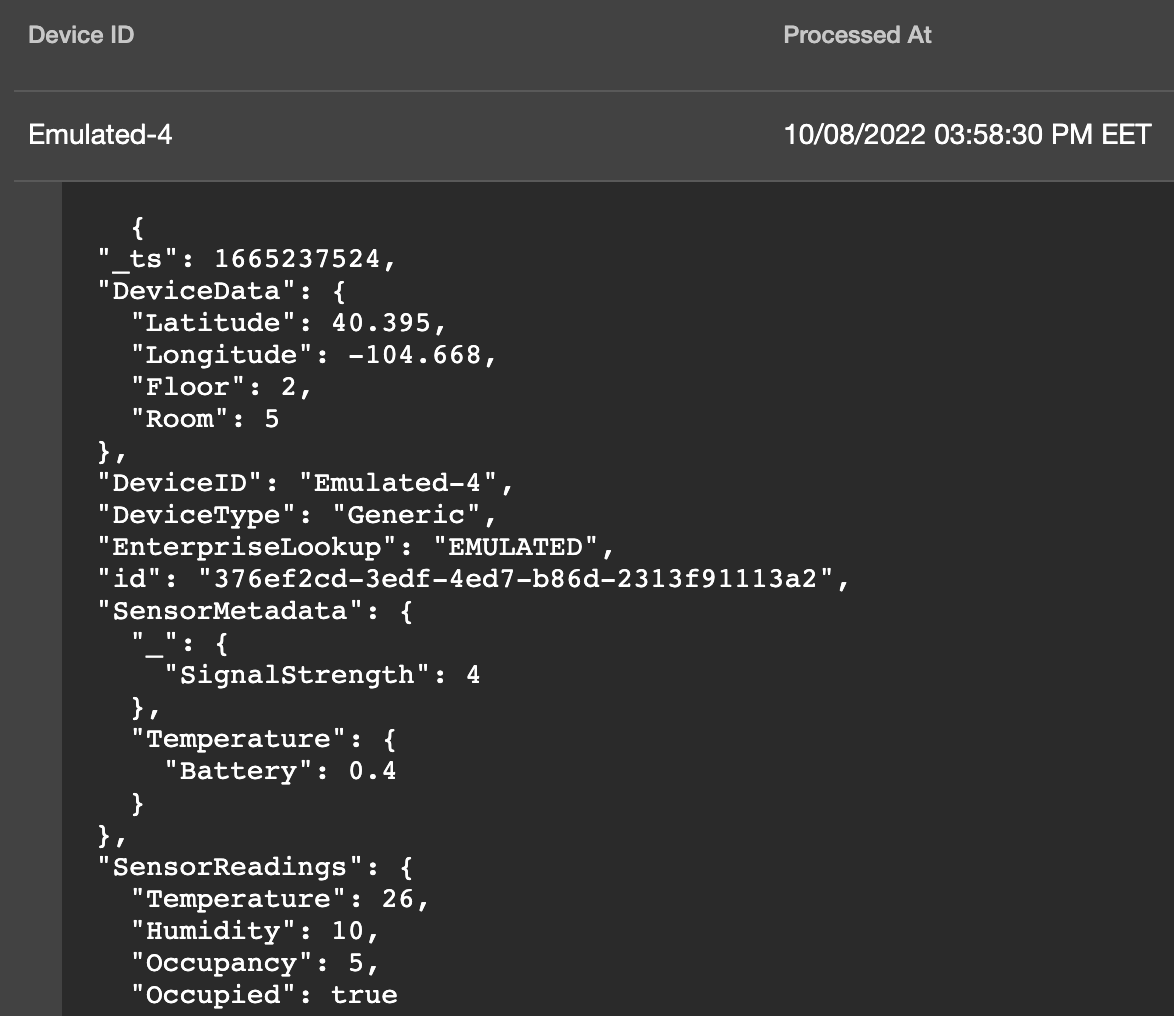 Device ID Processed At
Emulated-4 10/08/2022 03:58:30 PM EET
{
"_ts": 1665237524,
"DeviceData": {
"Latitude": 40.395,
"Longitude": -104.668,
"Floor": 2,
"Room": 5
},
"DeviceID": "Emulated-4",
"DeviceType": "Generic",
"EnterpriseLookup": "EMULATED",
"id": "376ef2cd-3edf-4ed7-b86d-2313f91113a2",
"SensorMetadata": {
"_": {
"SignalStrength": 4
},
"Temperature": {
"Battery": 0.4
}
},
"SensorReadings": {
"Temperature": 26,
"Humidity": 10,
"Occupancy": 5,
"Occupied": true